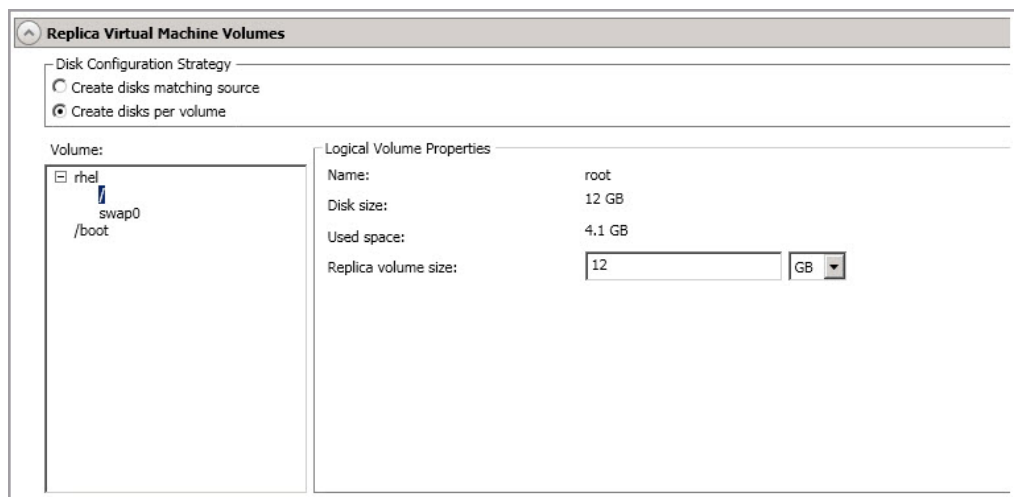 Replica Virtual Machine Volumes
Disk Configuration Strategy
Create disks matching source
Create disks per volume
Volume:
rhel
/
swap0
/boot
Logical Volume Properties
Name: root
Disk size: 12 GB
Used space: 4.1 GB
Replica volume size: 12 GB